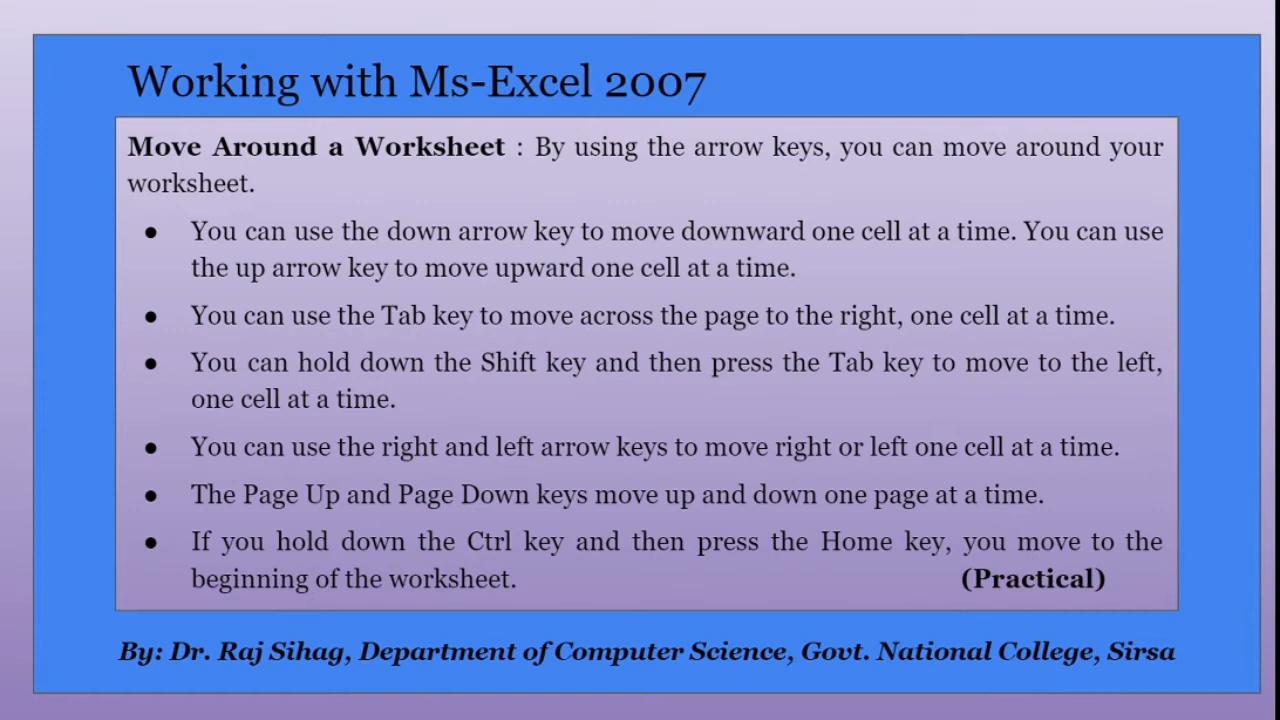 Working with Ms-Excel 2007
Move Around a Worksheet : By using the arrow keys, you can move around your
worksheet.
● You can use the down arrow key to move downward one cell at a time. You can use
the up arrow key to move upward one cell at a time.
● You can use the Tab key to move across the page to the right, one cell at a time.
● You can hold down the Shift key and then press the Tab key to move to the left,
one cell at a time.
● You can use the right and left arrow keys to move right or left one cell at a time.
● The Page Up and Page Down keys move up and down one page at a time.
● If you hold down the Ctrl key and then press the Home key, you move to the
beginning of the worksheet. (Practical)
By: Dr. Raj Sihag, Department of Computer Science, Govt. National College, Sirsa